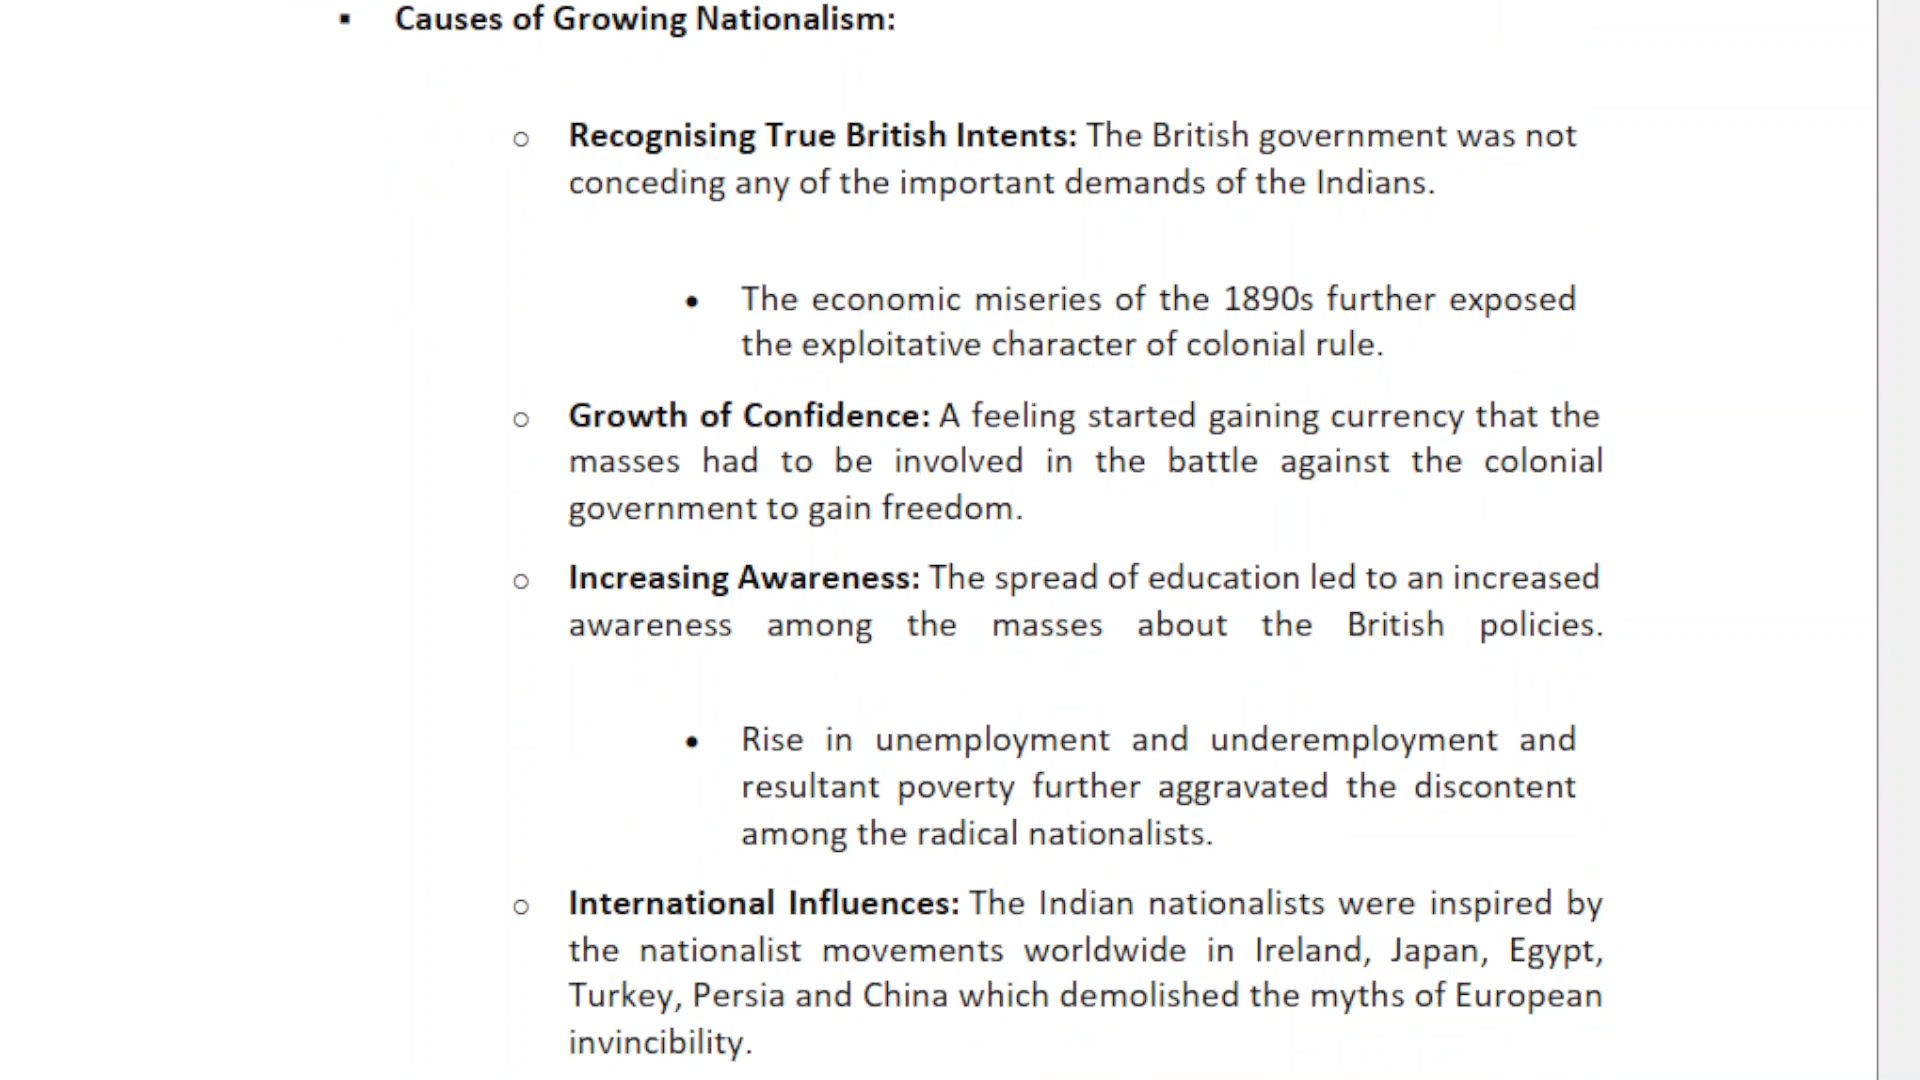 ▪ Causes of Growing Nationalism:
○ Recognising True British Intents: The British government was not
conceding any of the important demands of the Indians.
• The economic miseries of the 1890s further exposed
the exploitative character of colonial rule.
○ Growth of Confidence: A feeling started gaining currency that the
masses had to be involved in the battle against the colonial
government to gain freedom.
○ Increasing Awareness: The spread of education led to an increased
awareness among the masses about the British policies.
• Rise in unemployment and underemployment and
resultant poverty further aggravated the discontent
among the radical nationalists.
○ International Influences: The Indian nationalists were inspired by
the nationalist movements worldwide in Ireland, Japan, Egypt,
Turkey, Persia and China which demolished the myths of European
invincibility.